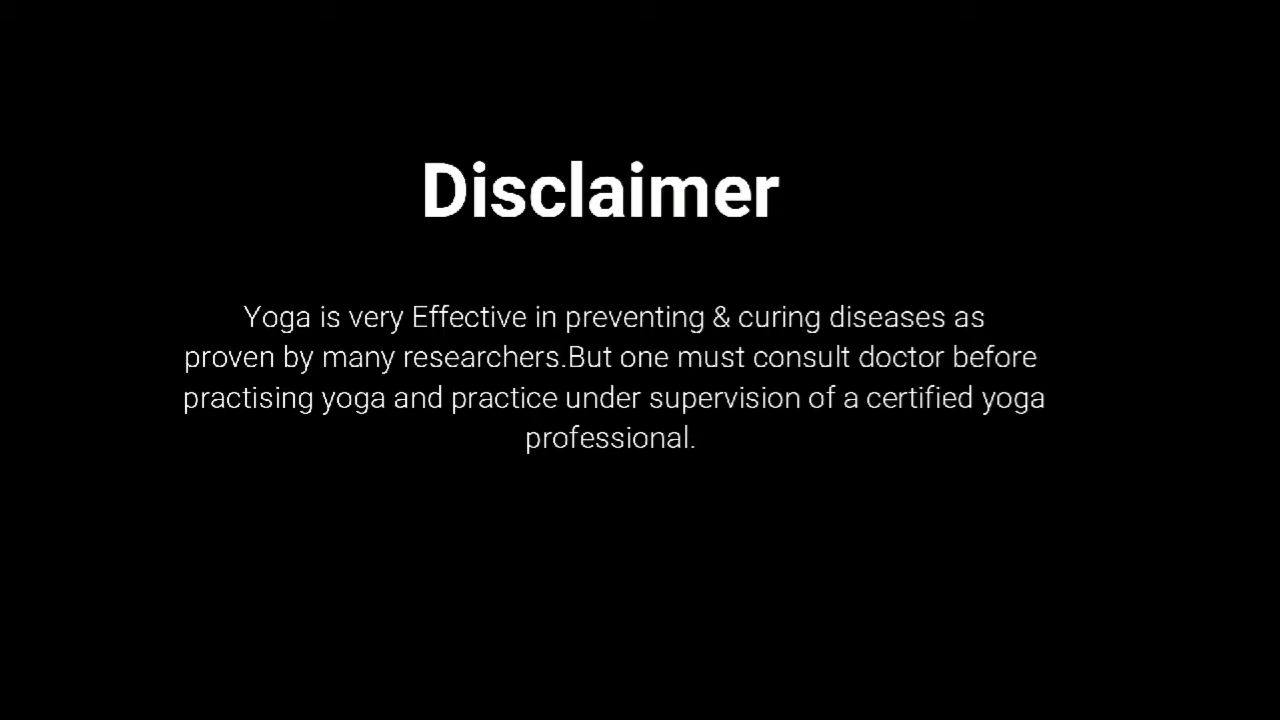 Disclaimer
Yoga is very Effective in preventing & curing diseases as
proven by many researchers.But one must consult doctor before
practising yoga and practice under supervision of a certified yoga
professional.